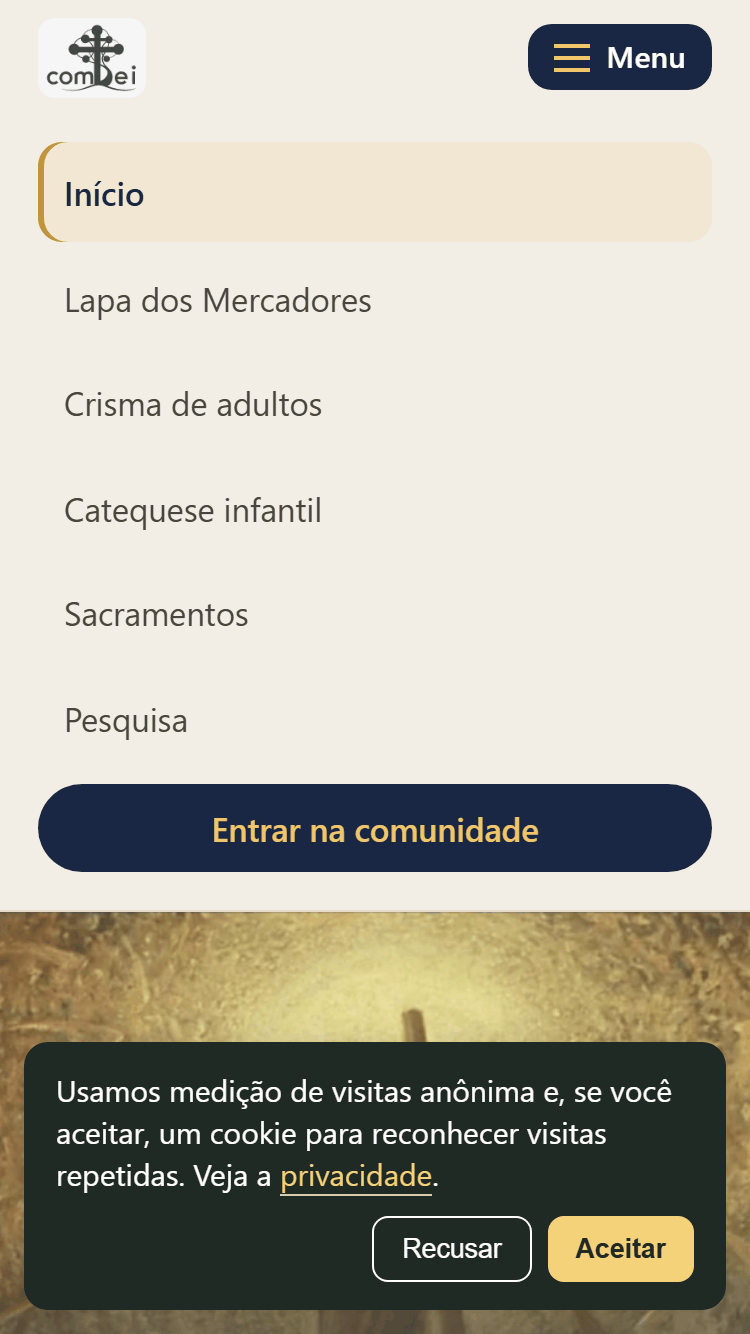 comDei
Menu
Início
Lapa dos Mercadores
Crisma de adultos
Catequese infantil
Sacramentos
Pesquisa
Entrar na comunidade
Usamos medição de visitas anônima e, se você
aceitar, um cookie para reconhecer visitas
repetidas. Veja a privacidade.
Recusar
Aceitar